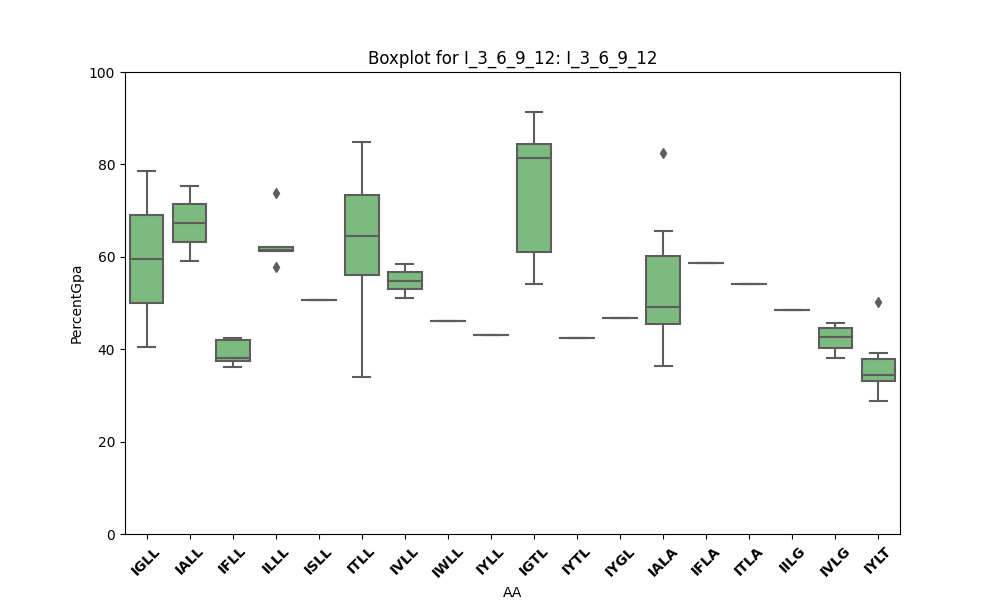 Boxplot for I_3_6_9_12: I_3_6_9_12
PercentGpa
100
80
60
40
20
0
IGLL IALL IFLL ILLL ISLL ITLL IVLL IWLL IYLL IGTL IYTL IYGL IALA IFLA ITLA IILG IVLG IYLT
AA